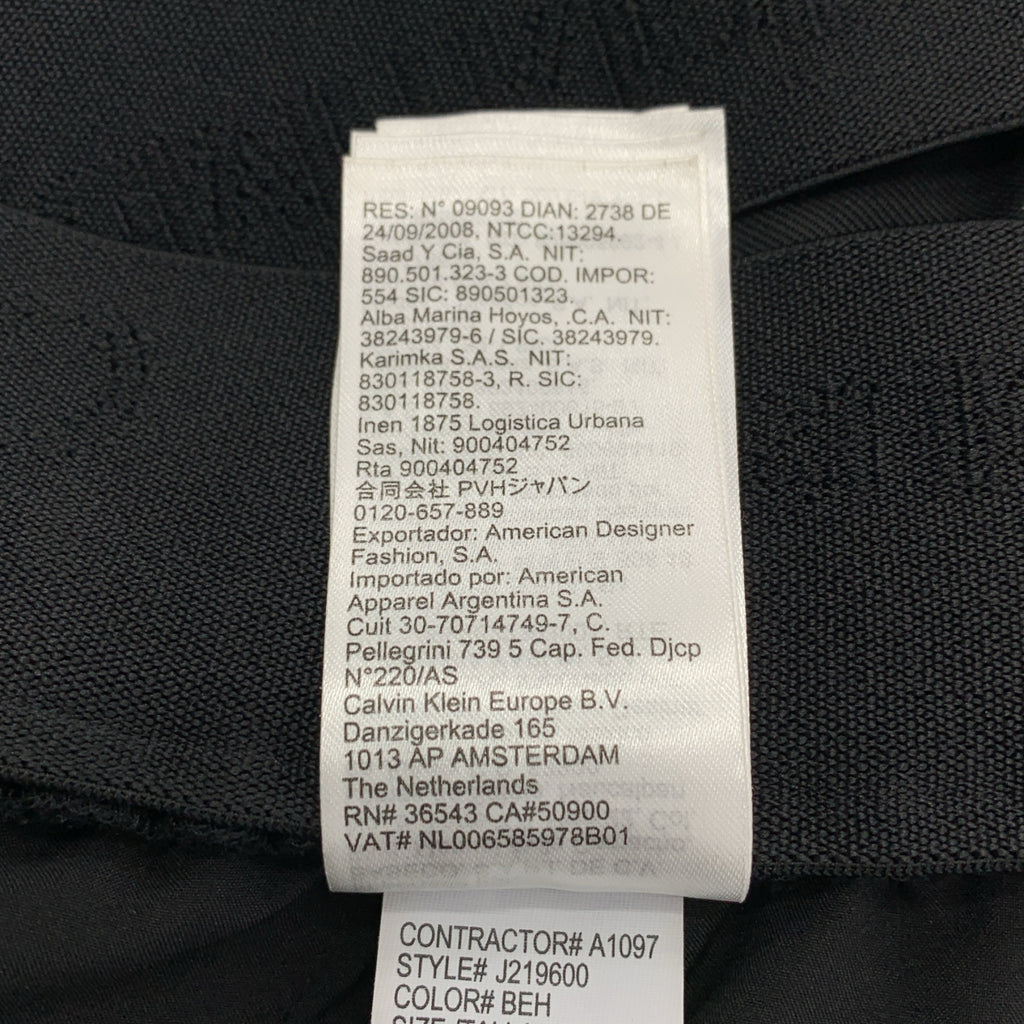 RES: N° 09093 DIAN: 2738 DE
24/09/2008, NTCC:13294.
Saad Y Cia, S.A. NIT:
890.501.323-3 COD. IMPOR:
554 SIC: 890501323.
Alba Marina Hoyos, .C.A. NIT:
38243979-6 / SIC. 38243979.
Karimka S.A.S. NIT:
830118758-3, R. SIC:
830118758.
Inen 1875 Logistica Urbana
Sas, Nit: 900404752
Rta 900404752
合同会社 PVHジャパン
0120-657-889
Exportador: American Designer
Fashion, S.A.
Importado por: American
Apparel Argentina S.A.
Cuit 30-70714749-7, C.
Pellegrini 739 5 Cap. Fed. Djcp
N°220/AS
Calvin Klein Europe B.V.
Danzigerkade 165
1013 AP AMSTERDAM
The Netherlands
RN# 36543 CA#50900
VAT# NL006585978B01
CONTRACTOR# A1097
STYLE# J219600
COLOR# BEH